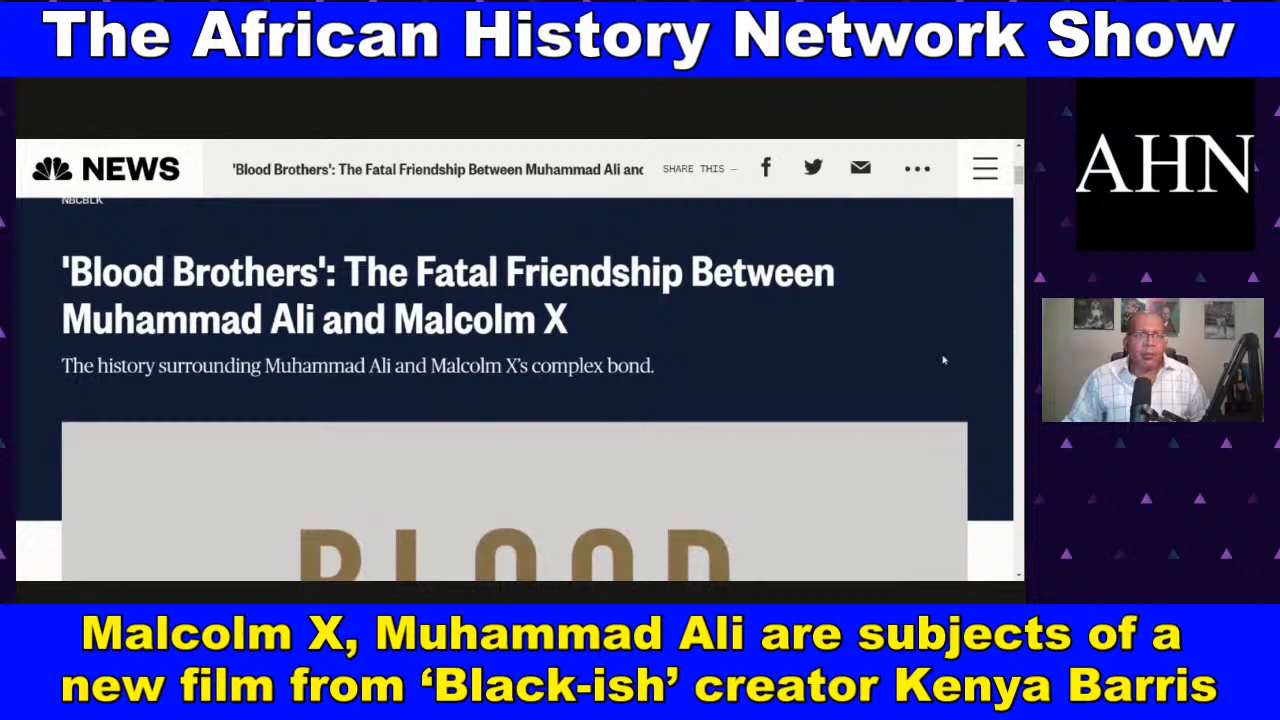 The African History Network Show
NEWS
'Blood Brothers': The Fatal Friendship Between Muhammad Ali and
SHARE THIS —
AHN
NBCBLK
'Blood Brothers': The Fatal Friendship Between
Muhammad Ali and Malcolm X
The history surrounding Muhammad Ali and Malcolm X's complex bond.
BLOOD
Malcolm X, Muhammad Ali are subjects of a
new film from ‘Black-ish’ creator Kenya Barris